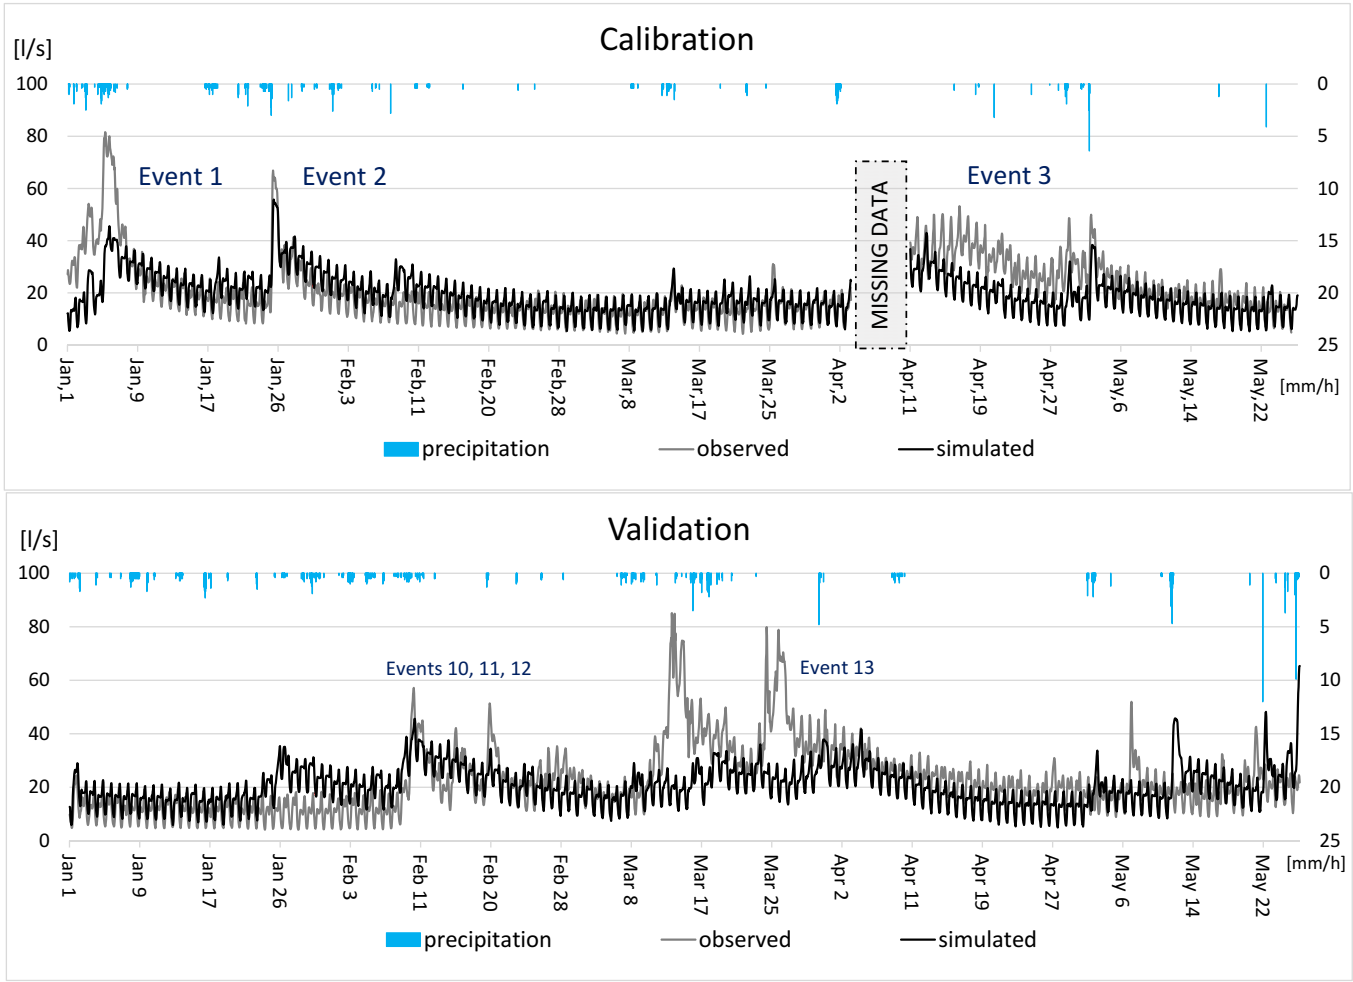 Calibration
[l/s]
100
80
60
40
20
0
0
5
10
15
20
25
Event 1
Event 2
Event 3
MISSING DATA
Jan,1
Jan,9
Jan,17
Jan,26
Feb,3
Feb,11
Feb,20
Feb,28
Mar,8
Mar,17
Mar,25
Apr,2
Apr,11
Apr,19
Apr,27
May,6
May,14
May,22
[mm/h]
precipitation
observed
simulated
Validation
[l/s]
100
80
60
40
20
0
0
5
10
15
20
25
Events 10, 11, 12
Event 13
Jan 1
Jan 9
Jan 17
Jan 26
Feb 3
Feb 11
Feb 20
Feb 28
Mar 8
Mar 17
Mar 25
Apr 2
Apr 11
Apr 19
Apr 27
May 6
May 14
May 22
[mm/h]
precipitation
observed
simulated